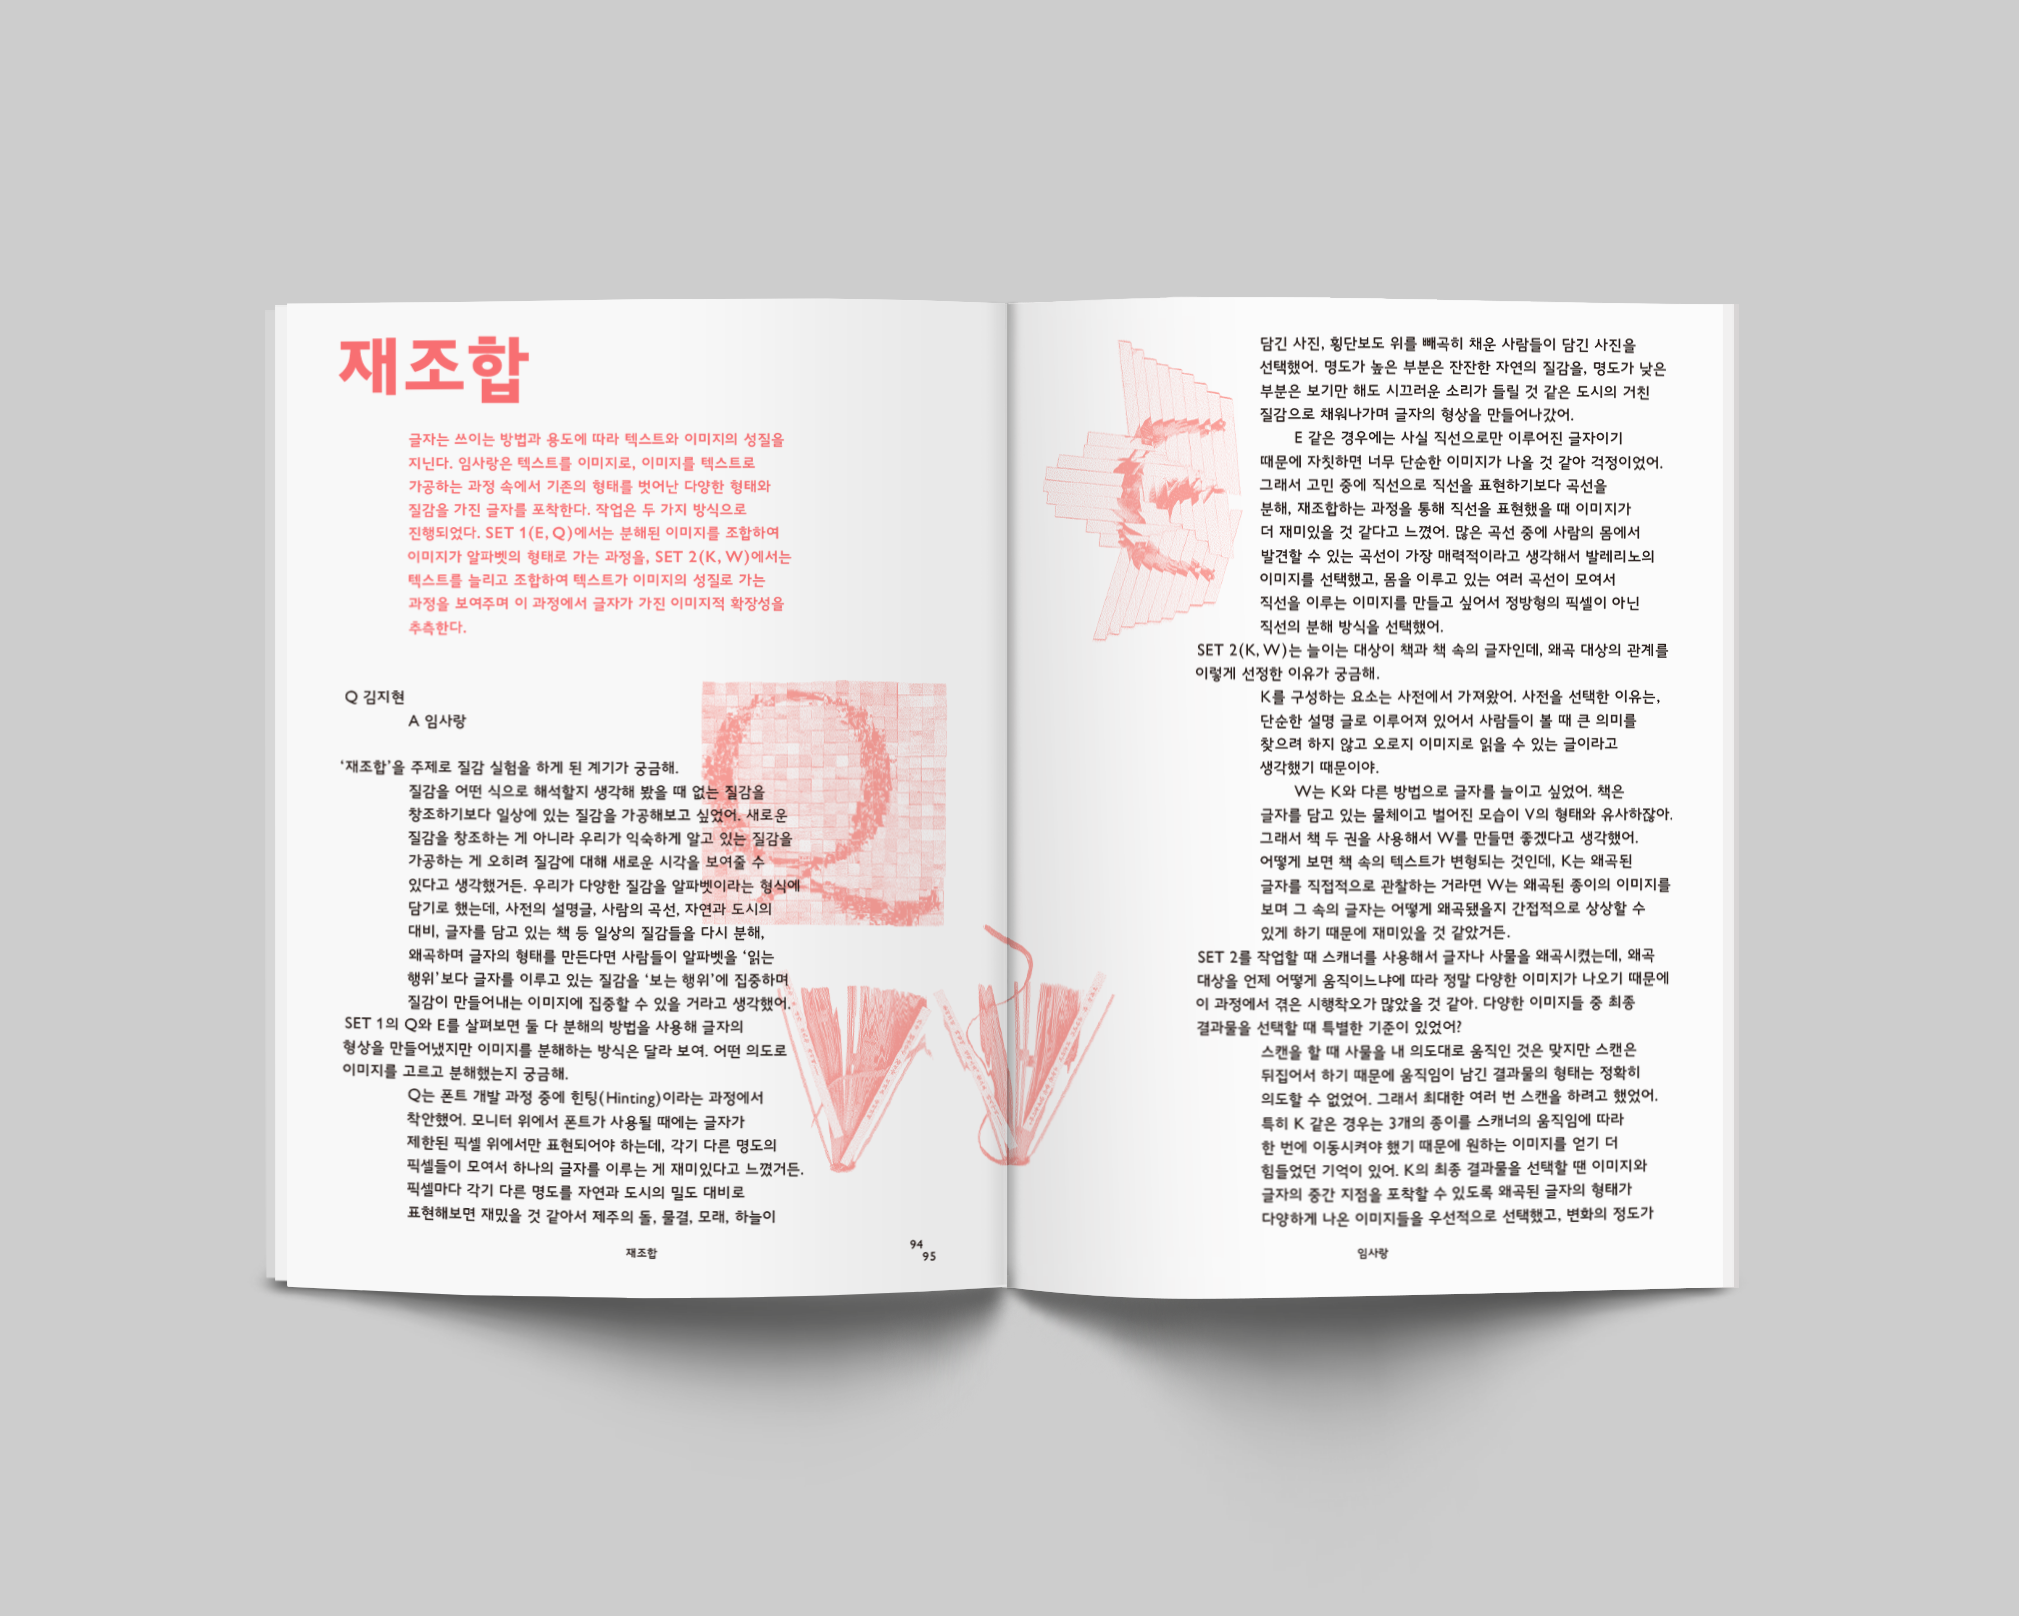 재조합
글자는 쓰이는 방법과 용도에 따라 텍스트와 이미지의 성질을
지닌다. 임사랑은 텍스트를 이미지로, 이미지를 텍스트로
가공하는 과정 속에서 기존의 형태를 벗어난 다양한 형태와
질감을 가진 글자를 포착한다. 작업은 두 가지 방식으로
진행되었다. SET 1(E, Q)에서는 분해된 이미지를 조합하여
이미지가 알파벳의 형태로 가는 과정을, SET 2(K, W)에서는
텍스트를 늘리고 조합하여 텍스트가 이미지의 성질로 가는
과정을 보여주며 이 과정에서 글자가 가진 이미지적 확장성을
추측한다.
Q 김지현
A 임사랑
‘재조합’을 주제로 질감 실험을 하게 된 계기가 궁금해.
질감을 어떤 식으로 해석할지 생각해 봤을 때 없는 질감을
창조하기보다 일상에 있는 질감을 가공해보고 싶었어. 새로운
질감을 창조하는 게 아니라 우리가 익숙하게 알고 있는 질감을
가공하는 게 오히려 질감에 대해 새로운 시각을 보여줄 수
있다고 생각했거든. 우리가 다양한 질감을 알파벳이라는 형식에
담기로 했는데, 사전의 설명글, 사람의 곡선, 자연과 도시의
대비, 글자를 담고 있는 책 등 일상의 질감들을 다시 분해,
왜곡하며 글자의 형태를 만든다면 사람들이 알파벳을 ‘읽는
행위’보다 글자를 이루고 있는 질감을 ‘보는 행위’에 집중하며
질감이 만들어내는 이미지에 집중할 수 있을 거라고 생각했어.
SET 1의 Q와 E를 살펴보면 둘 다 분해의 방법을 사용해 글자의
형상을 만들어냈지만 이미지를 분해하는 방식은 달라 보여. 어떤 의도로
이미지를 고르고 분해했는지 궁금해.
Q는 폰트 개발 과정 중에 힌팅(Hinting)이라는 과정에서
착안했어. 모니터 위에서 폰트가 사용될 때에는 글자가
제한된 픽셀 위에서만 표현되어야 하는데, 각기 다른 명도의
픽셀들이 모여서 하나의 글자를 이루는 게 재미있다고 느꼈거든.
픽셀마다 각기 다른 명도를 자연과 도시의 밀도 대비로
표현해보면 재밌을 것 같아서 제주의 돌, 물결, 모래, 하늘이
재조합
94
95
담긴 사진, 횡단보도 위를 빼곡히 채운 사람들이 담긴 사진을
선택했어. 명도가 높은 부분은 잔잔한 자연의 질감을, 명도가 낮은
부분은 보기만 해도 시끄러운 소리가 들릴 것 같은 도시의 거친
질감으로 채워나가며 글자의 형상을 만들어나갔어.
E 같은 경우에는 사실 직선으로만 이루어진 글자이기
때문에 자칫하면 너무 단순한 이미지가 나올 것 같아 걱정이었어.
그래서 고민 중에 직선으로 직선을 표현하기보다 곡선을
분해, 재조합하는 과정을 통해 직선을 표현했을 때 이미지가
더 재미있을 것 같다고 느꼈어. 많은 곡선 중에 사람의 몸에서
발견할 수 있는 곡선이 가장 매력적이라고 생각해서 발레리노의
이미지를 선택했고, 몸을 이루고 있는 여러 곡선이 모여서
직선을 이루는 이미지를 만들고 싶어서 정방형의 픽셀이 아닌
직선의 분해 방식을 선택했어.
SET 2(K, W)는 늘이는 대상이 책과 책 속의 글자인데, 왜곡 대상의 관계를
이렇게 선정한 이유가 궁금해.
K를 구성하는 요소는 사전에서 가져왔어. 사전을 선택한 이유는,
단순한 설명 글로 이루어져 있어서 사람들이 볼 때 큰 의미를
찾으려 하지 않고 오로지 이미지로 읽을 수 있는 글이라고
생각했기 때문이야.
W는 K와 다른 방법으로 글자를 늘이고 싶었어. 책은
글자를 담고 있는 물체이고 벌어진 모습이 V의 형태와 유사하잖아.
그래서 책 두 권을 사용해서 W를 만들면 좋겠다고 생각했어.
어떻게 보면 책 속의 텍스트가 변형되는 것인데, K는 왜곡된
글자를 직접적으로 관찰하는 거라면 W는 왜곡된 종이의 이미지를
보며 그 속의 글자는 어떻게 왜곡됐을지 간접적으로 상상할 수
있게 하기 때문에 재미있을 것 같았거든.
SET 2를 작업할 때 스캐너를 사용해서 글자나 사물을 왜곡시켰는데, 왜곡
대상을 언제 어떻게 움직이느냐에 따라 정말 다양한 이미지가 나오기 때문에
이 과정에서 겪은 시행착오가 많았을 것 같아. 다양한 이미지들 중 최종
결과물을 선택할 때 특별한 기준이 있었어?
스캔을 할 때 사물을 내 의도대로 움직인 것은 맞지만 스캔은
뒤집어서 하기 때문에 움직임이 남긴 결과물의 형태는 정확히
의도할 수 없었어. 그래서 최대한 여러 번 스캔을 하려고 했었어.
특히 K 같은 경우는 3개의 종이를 스캐너의 움직임에 따라
한 번에 이동시켜야 했기 때문에 원하는 이미지를 얻기 더
힘들었던 기억이 있어. K의 최종 결과물을 선택할 땐 이미지와
글자의 중간 지점을 포착할 수 있도록 왜곡된 글자의 형태가
다양하게 나온 이미지들을 우선적으로 선택했고, 변화의 정도가
임사랑